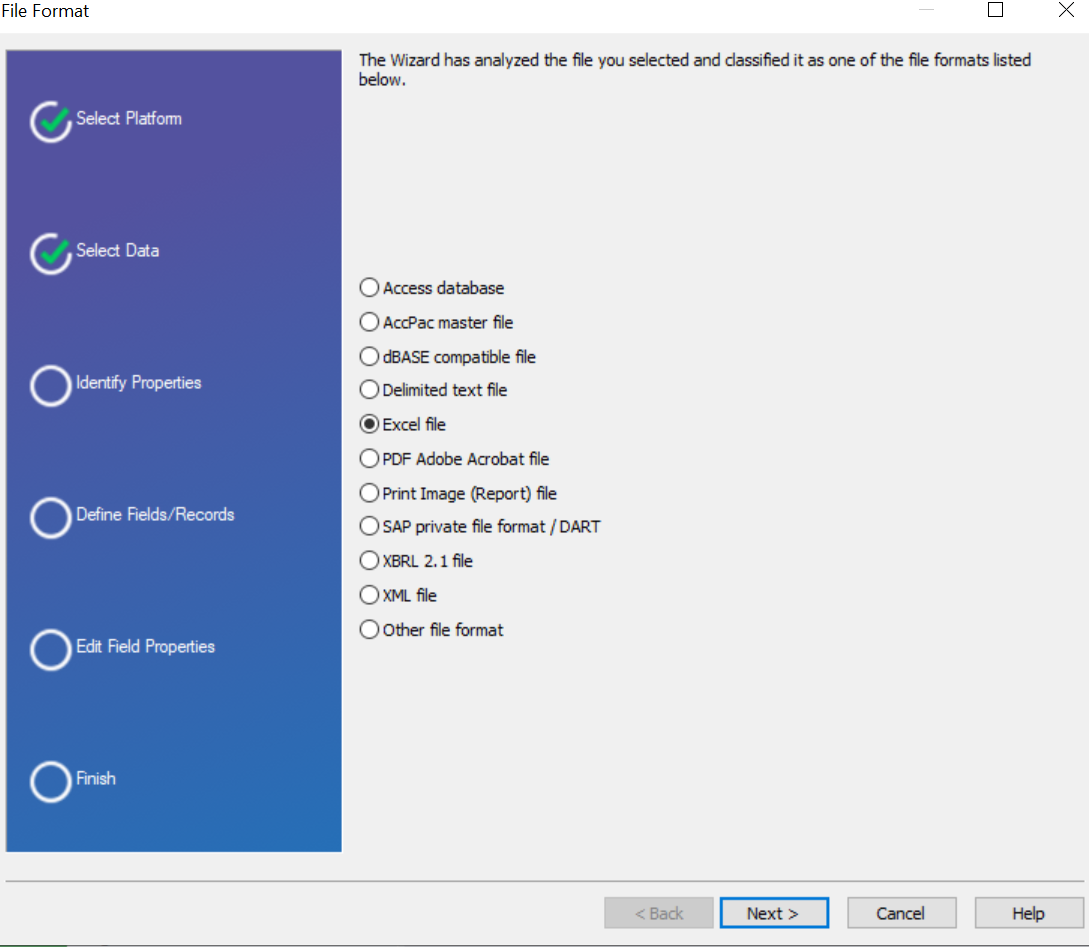 File Format
Select Platform
Select Data
Identify Properties
Define Fields/Records
Edit Field Properties
Finish
The Wizard has analyzed the file you selected and classified it as one of the file formats listed
below.
Access database
AccPac master file
dBASE compatible file
Delimited text file
Excel file
PDF Adobe Acrobat file
Print Image (Report) file
SAP private file format / DART
XBRL 2.1 file
XML file
Other file format
< Back
Next >
Cancel
Help